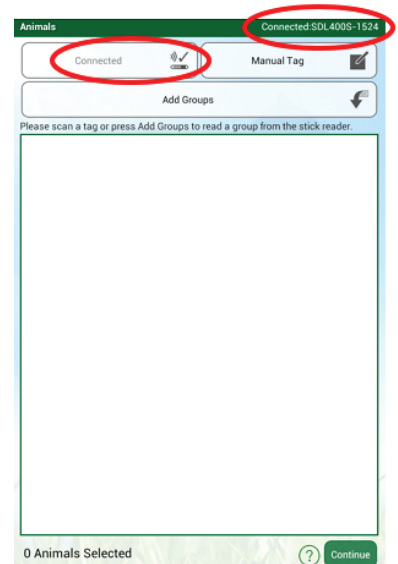 Animals Connected:SDL400S-1524
Connected Manual Tag
Add Groups
Please scan a tag or press Add Groups to read a group from the stick reader.
0 Animals Selected ? Continue